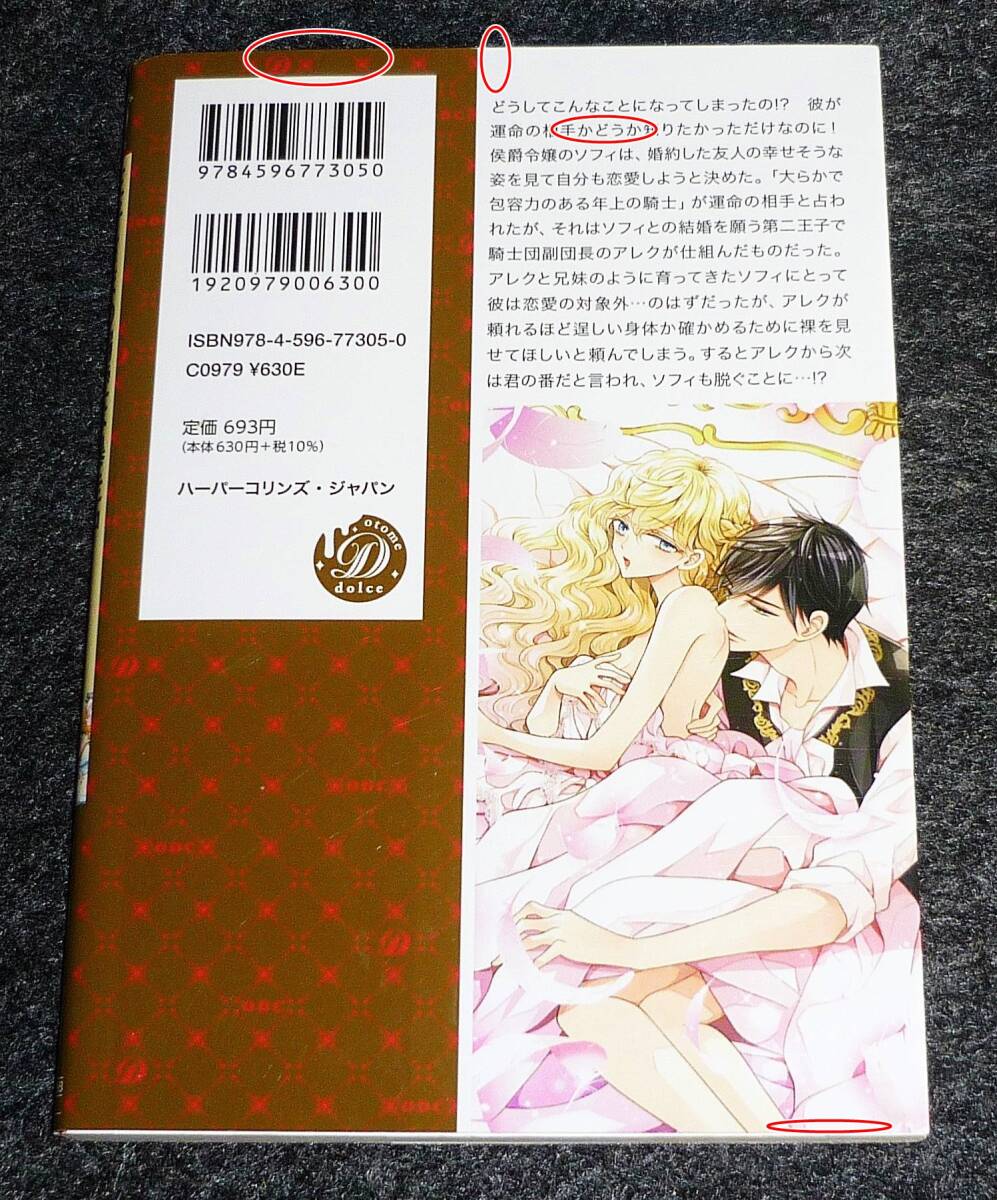 9784596773050
1920979006300
ISBN978-4-596-77305-0
C0979 ¥630E
定価 693円
(本体630円+税10%)
ハーパーコリンズ・ジャパン
otome
D
dolce
どうしてこんなことになってしまったの!? 彼が
運命の相手かどうか知りたかっただけなのに!
侯爵令嬢のソフィは、婚約した友人の幸せそうな
姿を見て自分も恋愛しようと決めた。「大らかで
包容力のある年上の騎士」が運命の相手と占わ
れたが、それはソフィとの結婚を願う第二王子で
騎士団副団長のアレクが仕組んだものだった。
アレクと兄妹のように育ってきたソフィにとって
彼は恋愛の対象外…のはずだったが、アレクが
頼れるほど逞しい身体か確かめるために裸を見
せてほしいと頼んでしまう。するとアレクから次
は君の番だと言われ、ソフィも脱ぐことに…!?